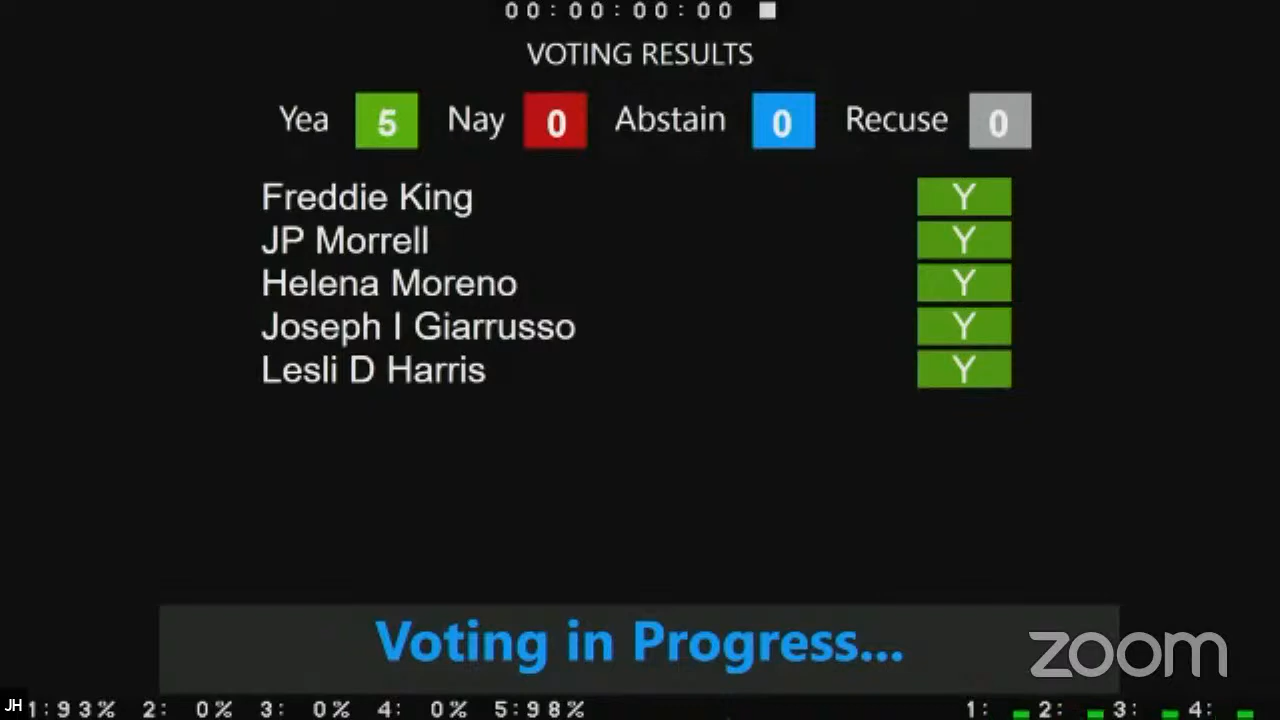 00:00:00:00
VOTING RESULTS
Yea 5 Nay 0 Abstain 0 Recuse 0
Freddie King Y
JP Morrell Y
Helena Moreno Y
Joseph I Giarrusso Y
Lesli D Harris Y
Voting in Progress...
zoom
JH 1:93% 2: 0% 3: 0% 4: 0% 5:98% 1: 2: 3: 4: